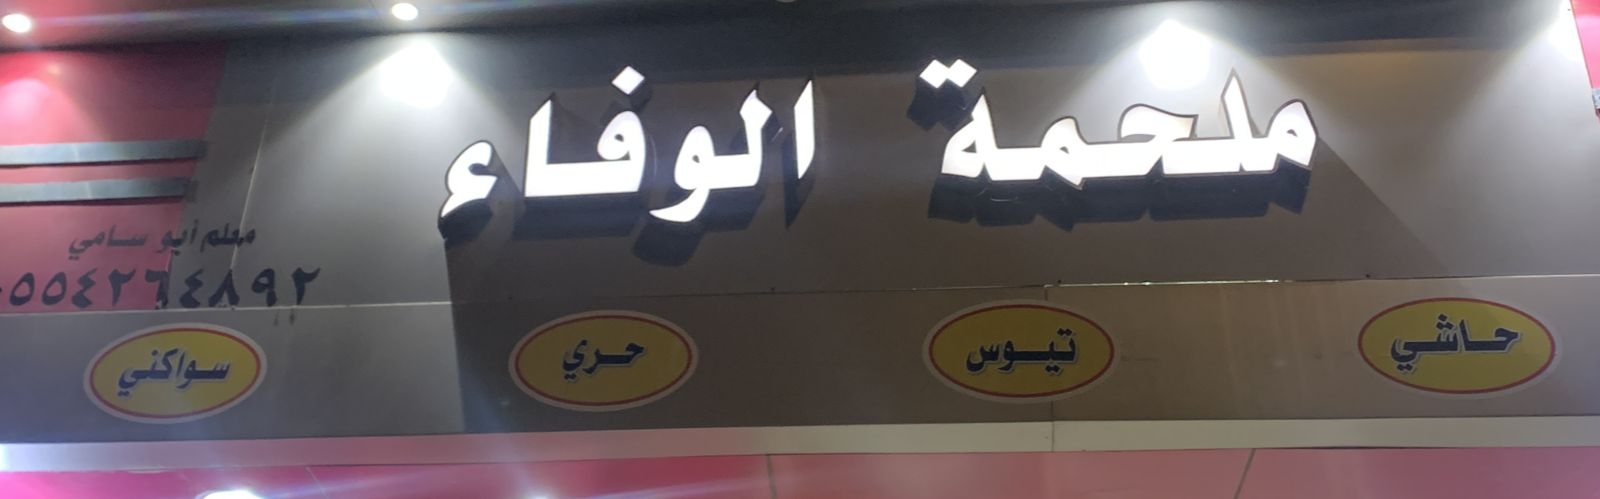 ملحمة الوفاء
معلم أبو سامي
٠٥٥٤٢٦٤٨٩٢
حاشي
تيوس
حري
سواكني